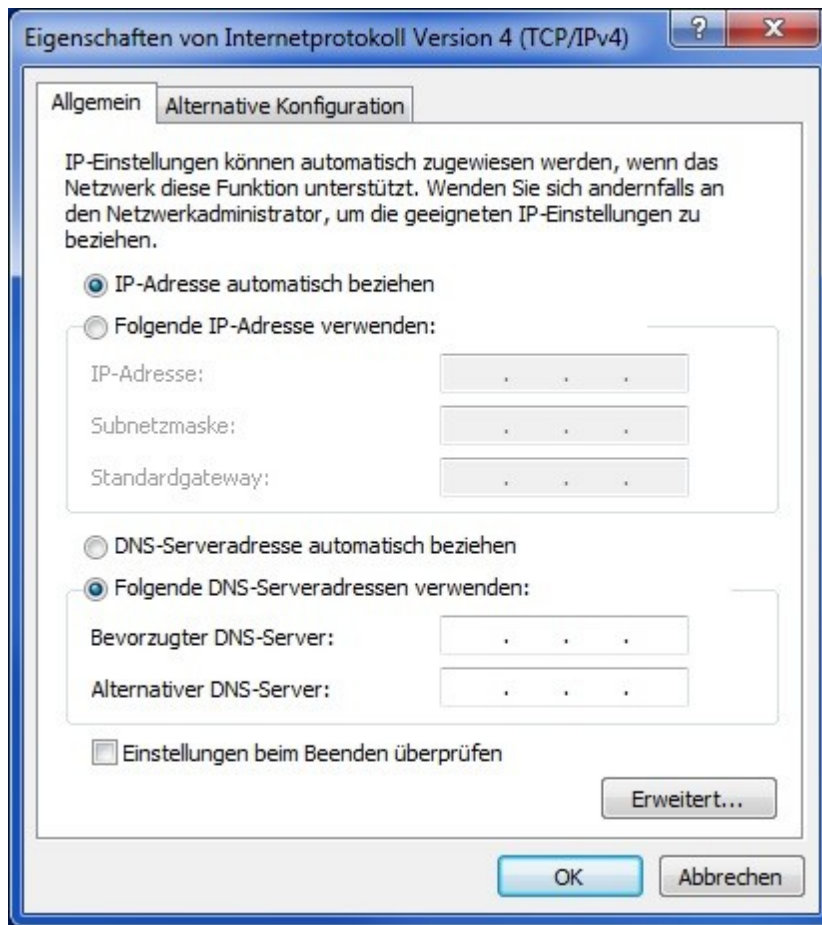 Eigenschaften von Internetprotokoll Version 4 (TCP/IPv4)
?
Allgemein
Alternative Konfiguration
IP-Einstellungen können automatisch zugewiesen werden, wenn das
Netzwerk diese Funktion unterstützt. Wenden Sie sich andernfalls an
den Netzwerkadministrator, um die geeigneten IP-Einstellungen zu
beziehen.
IP-Adresse automatisch beziehen
Folgende IP-Adresse verwenden:
IP-Adresse: . . .
Subnetzmaske: . . .
Standardgateway: . . .
DNS-Serveradresse automatisch beziehen
Folgende DNS-Serveradressen verwenden:
Bevorzugter DNS-Server: . . .
Alternativer DNS-Server: . . .
Einstellungen beim Beenden überprüfen
Erweitert...
OK
Abbrechen